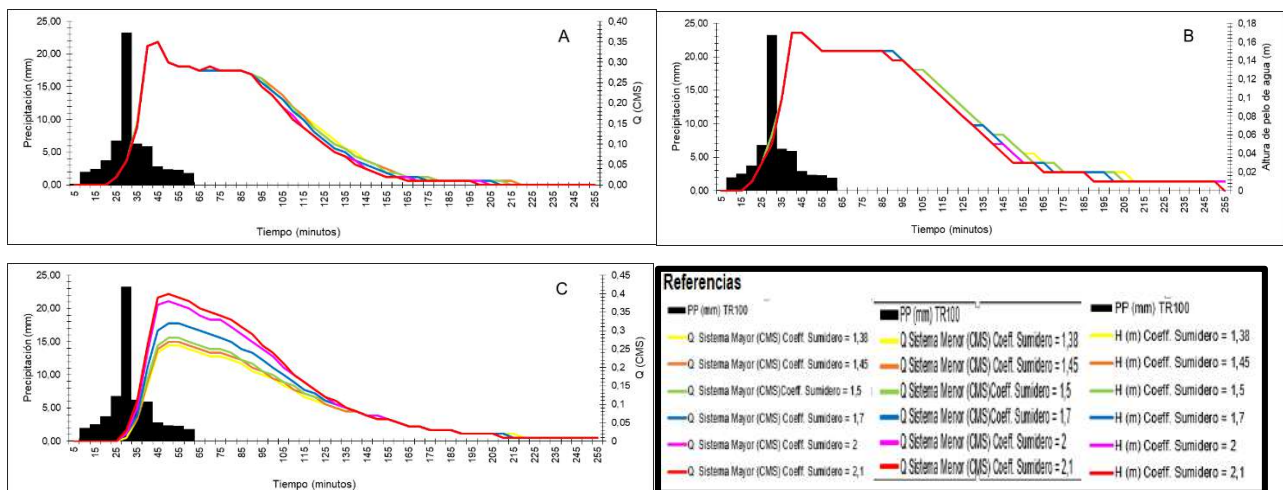 A
Precipitación (mm)
25.00
20.00
15.00
10.00
5.00
0.00
0,40
0,35
0,30
0,25
0,20
0,15
0,10
0,05
0,00
Q (CMS)
5 15 25 35 45 55 65 75 85 95 105 115 125 135 145 155 165 175 185 195 205 215 225 235 245 255
Tiempo (minutos)
B
Precipitación (mm)
25.00
20.00
15.00
10.00
5.00
0.00
0,18
0,16
0,14
0,12
0,1
0,08
0,06
0,04
0,02
0
Altura de pelo de agua (m)
5 15 25 35 45 55 65 75 85 95 105 115 125 135 145 155 165 175 185 195 205 215 225 235 245 255
Tiempo (minutos)
C
Precipitación (mm)
25.00
20.00
15.00
10.00
5.00
0.00
0,45
0,4
0,35
0,3
0,25
0,2
0,15
0,1
0,05
0
Q (CMS)
5 15 25 35 45 55 65 75 85 95 105 115 125 135 145 155 165 175 185 195 205 215 225 235 245 255
Tiempo (minutos)
Referencias
PP (mm) TR100
Q Sistema Mayor (CMS) Coeff. Sumidero = 1,38
Q Sistema Mayor (CMS) Coeff. Sumidero = 1,45
Q Sistema Mayor (CMS)Coeff. Sumidero = 1,5
Q Sistema Mayor (CMS) Coeff. Sumidero = 1,7
Q Sistema Mayor (CMS) Coeff. Sumidero = 2
Q Sistema Mayor (CMS) Coeff. Sumidero = 2,1
PP (mm) TR100
Q Sistema Menor (CMS) Coeff. Sumidero = 1,38
Q Sistema Menor (CMS) Coeff. Sumidero = 1,45
Q Sistema Menor (CMS)Coeff. Sumidero = 1,5
Q Sistema Menor (CMS) Coeff. Sumidero = 1,7
Q Sistema Menor (CMS) Coeff. Sumidero = 2
Q Sistema Menor (CMS) Coeff. Sumidero = 2,1
PP (mm) TR100
H (m) Coeff. Sumidero = 1,38
H (m) Coeff. Sumidero = 1,45
H (m) Coeff. Sumidero = 1,5
H (m) Coeff. Sumidero = 1,7
H (m) Coeff. Sumidero = 2
H (m) Coeff. Sumidero = 2,1